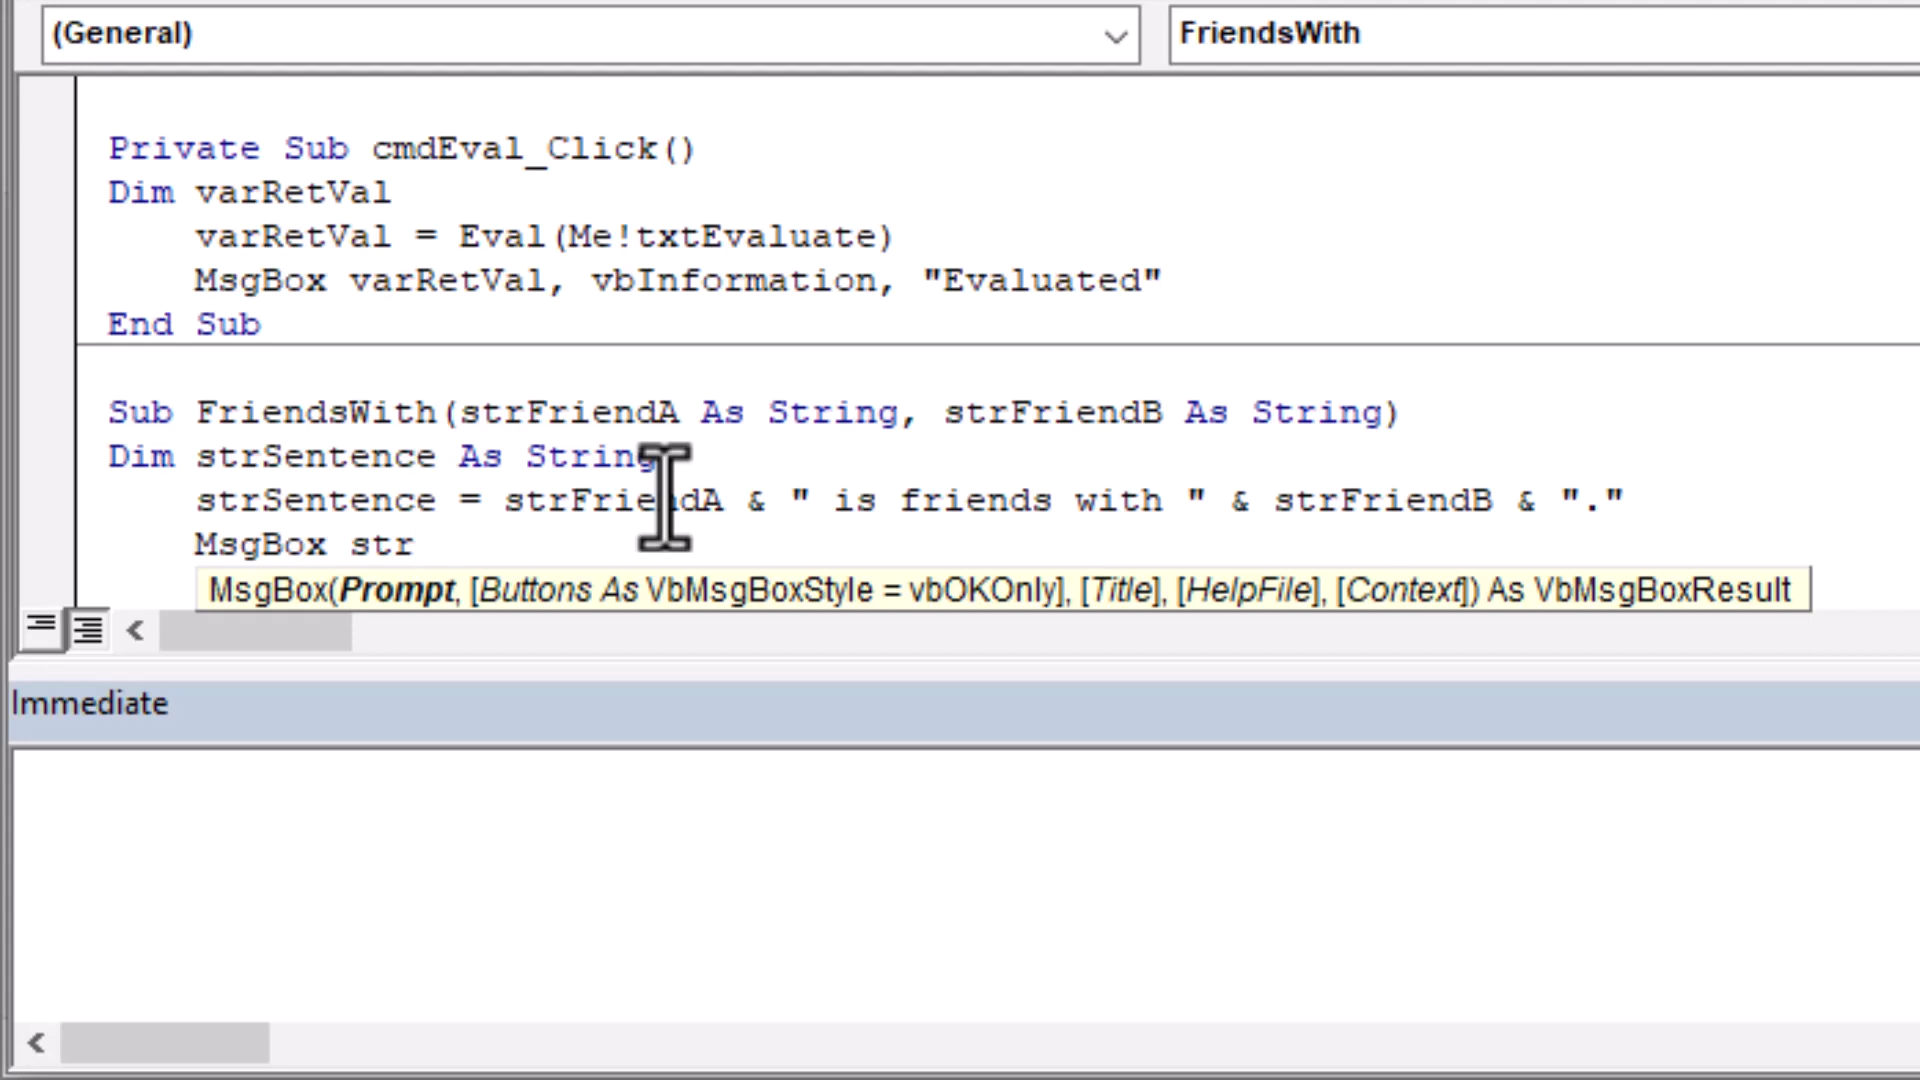 (General)
FriendsWith
Private Sub cmdEval_Click()
Dim varRetVal
varRetVal = Eval(Me!txtEvaluate)
MsgBox varRetVal, vbInformation, "Evaluated"
End Sub
Sub FriendsWith(strFriendA As String, strFriendB As String)
Dim strSentence As String
strSentence = strFriendA & " is friends with " & strFriendB & "."
MsgBox str
MsgBox(Prompt, [Buttons As VbMsgBoxStyle = vbOKOnly], [Title], [HelpFile], [Context]) As VbMsgBoxResult
Immediate